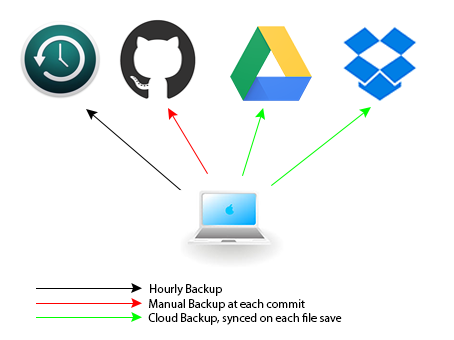 Hourly Backup
Manual Backup at each commit
Cloud Backup, synced on each file save